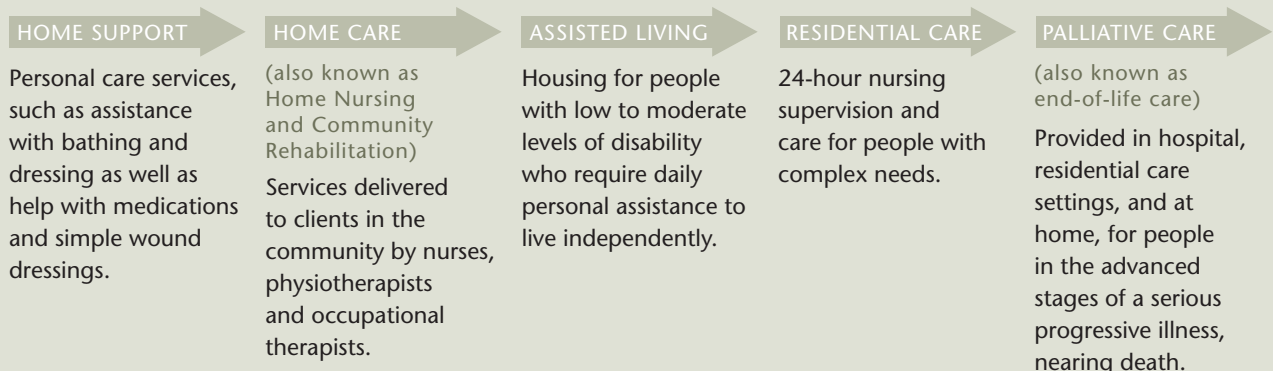 HOME SUPPORT
Personal care services,
such as assistance
with bathing and
dressing as well as
help with medications
and simple wound
dressings.
HOME CARE
(also known as
Home Nursing
and Community
Rehabilitation)
Services delivered
to clients in the
community by nurses,
physiotherapists
and occupational
therapists.
ASSISTED LIVING
Housing for people
with low to moderate
levels of disability
who require daily
personal assistance to
live independently.
RESIDENTIAL CARE
24-hour nursing
supervision and
care for people with
complex needs.
PALLIATIVE CARE
(also known as
end-of-life care)
Provided in hospital,
residential care
settings, and at
home, for people
in the advanced
stages of a serious
progressive illness,
nearing death.